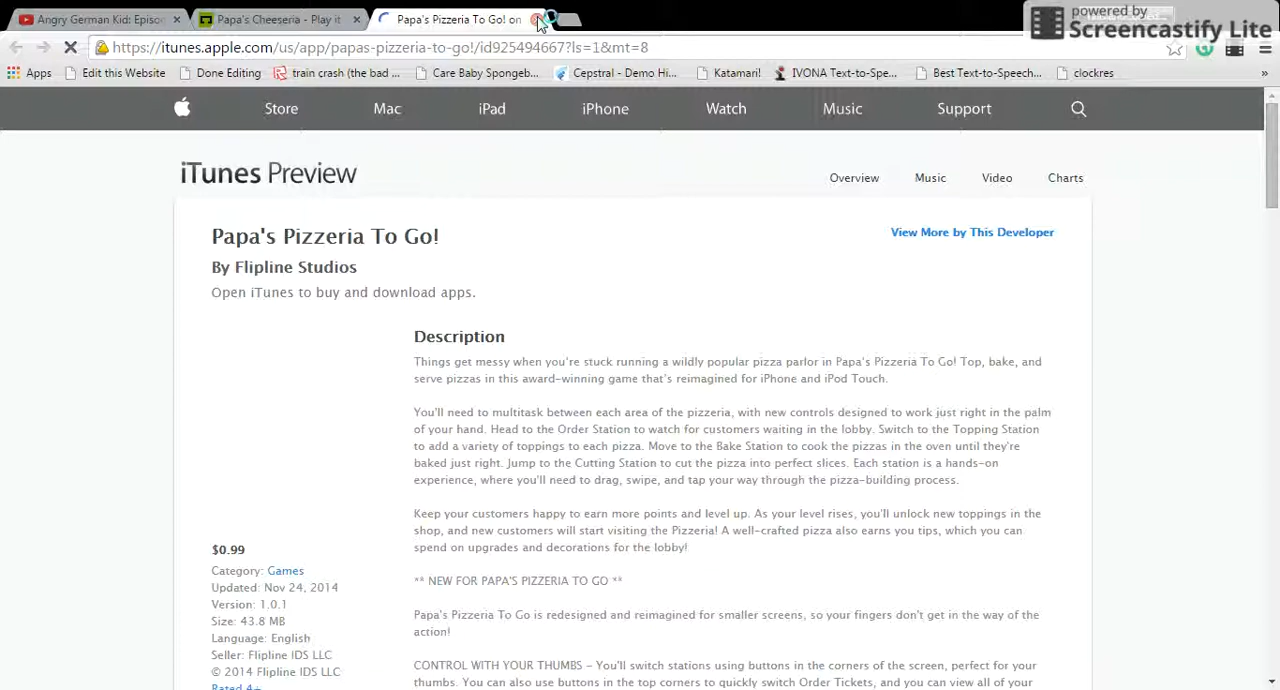 Angry German Kid: Episod
Papa's Cheeseria - Play it
Papa's Pizzeria To Go! on
powered by
Screencastify Lite
https://itunes.apple.com/us/app/papas-pizzeria-to-go!/id925494667?ls=1&mt=8
Apps
Edit this Website
Done Editing
train crash (the bad ...
Care Baby Spongeb...
Cepstral - Demo Hi...
Katamari!
IVONA Text-to-Spe...
Best Text-to-Speech...
clockres
»
Store
Mac
iPad
iPhone
Watch
Music
Support
iTunes Preview
Overview
Music
Video
Charts
Papa's Pizzeria To Go!
View More by This Developer
By Flipline Studios
Open iTunes to buy and download apps.
Description
Things get messy when you're stuck running a wildly popular pizza parlor in Papa's Pizzeria To Go! Top, bake, and
serve pizzas in this award-winning game that's reimagined for iPhone and iPod Touch.
You'll need to multitask between each area of the pizzeria, with new controls designed to work just right in the palm
of your hand. Head to the Order Station to watch for customers waiting in the lobby. Switch to the Topping Station
to add a variety of toppings to each pizza. Move to the Bake Station to cook the pizzas in the oven until they're
baked just right. Jump to the Cutting Station to cut the pizza into perfect slices. Each station is a hands-on
experience, where you'll need to drag, swipe, and tap your way through the pizza-building process.
Keep your customers happy to earn more points and level up. As your level rises, you'll unlock new toppings in the
shop, and new customers will start visiting the Pizzeria! A well-crafted pizza also earns you tips, which you can
spend on upgrades and decorations for the lobby!
** NEW FOR PAPA'S PIZZERIA TO GO **
Papa's Pizzeria To Go is redesigned and reimagined for smaller screens, so your fingers don't get in the way of the
action!
CONTROL WITH YOUR THUMBS - You'll switch stations using buttons in the corners of the screen, perfect for your
thumbs. You can also use buttons in the top corners to quickly switch Order Tickets, and you can view all of your
$0.99
Category: Games
Updated: Nov 24, 2014
Version: 1.0.1
Size: 43.8 MB
Language: English
Seller: Flipline IDS LLC
© 2014 Flipline IDS LLC
Rated 4+